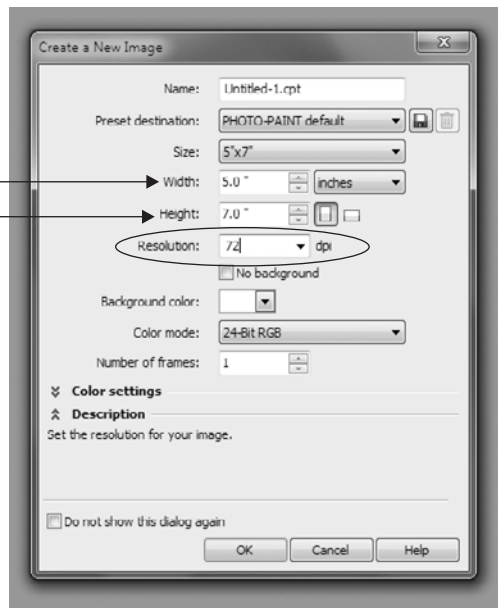 Create a New Image
Name: Untitled-1.cpt
Preset destination: PHOTO-PAINT default
Size: 5"x7"
Width: 5.0 " inches
Height: 7.0 "
Resolution: 72 dpi
No background
Background color:
Color mode: 24-Bit RGB
Number of frames: 1
Color settings
Description
Set the resolution for your image.
Do not show this dialog again
OK Cancel Help